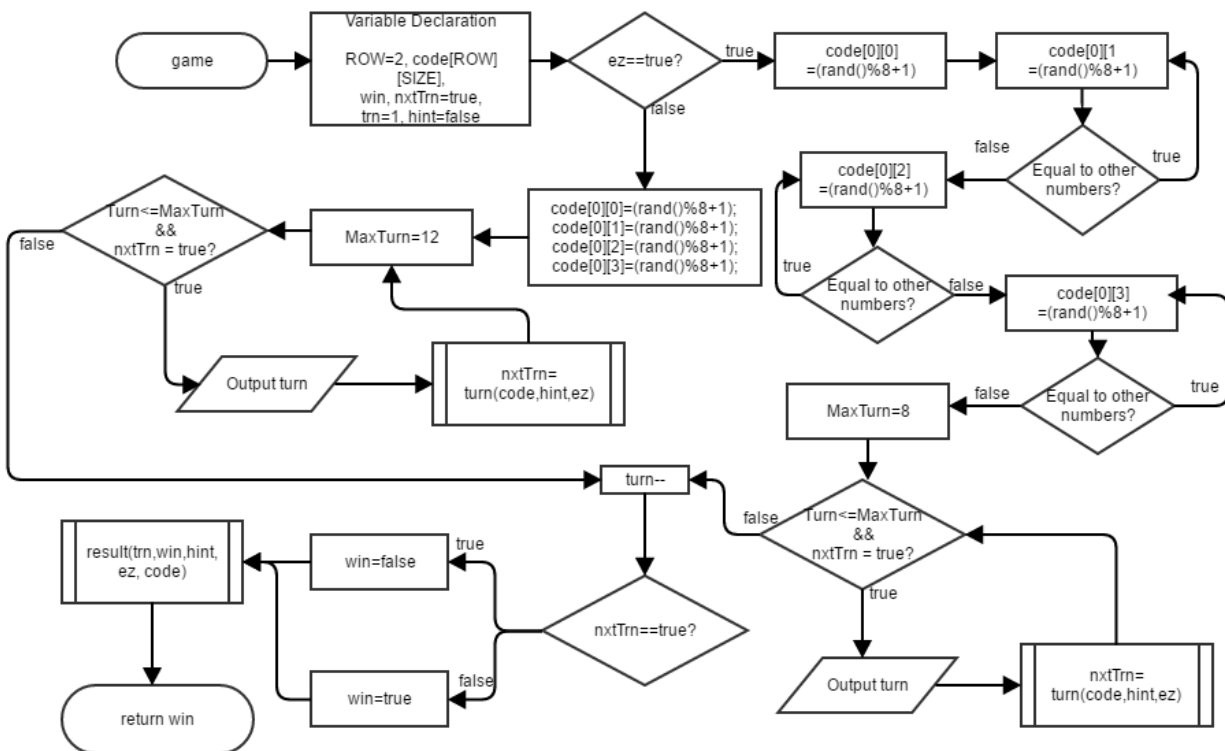 game
Variable Declaration
ROW=2, code[ROW]
[SIZE],
win, nxtTrn=true,
trn=1, hint=false
ez==true?
true
false
code[0][0]
=(rand()%8+1)
code[0][1
=(rand()%8+1)
Equal to other
numbers?
true
false
code[0][2]
=(rand()%8+1)
Equal to other
numbers?
true
false
code[0][3]
=(rand()%8+1)
Equal to other
numbers?
true
false
MaxTurn=8
Turn<=MaxTurn
&&
nxtTrn = true?
false
true
Output turn
nxtTrn=
turn(code,hint,ez)
code[0][0]=(rand()%8+1);
code[0][1]=(rand()%8+1);
code[0][2]=(rand()%8+1);
code[0][3]=(rand()%8+1);
MaxTurn=12
Turn<=MaxTurn
&&
nxtTrn = true?
false
true
Output turn
nxtTrn=
turn(code,hint,ez)
turn--
nxtTrn==true?
true
false
win=false
win=true
result(trn,win,hint,
ez, code)
return win